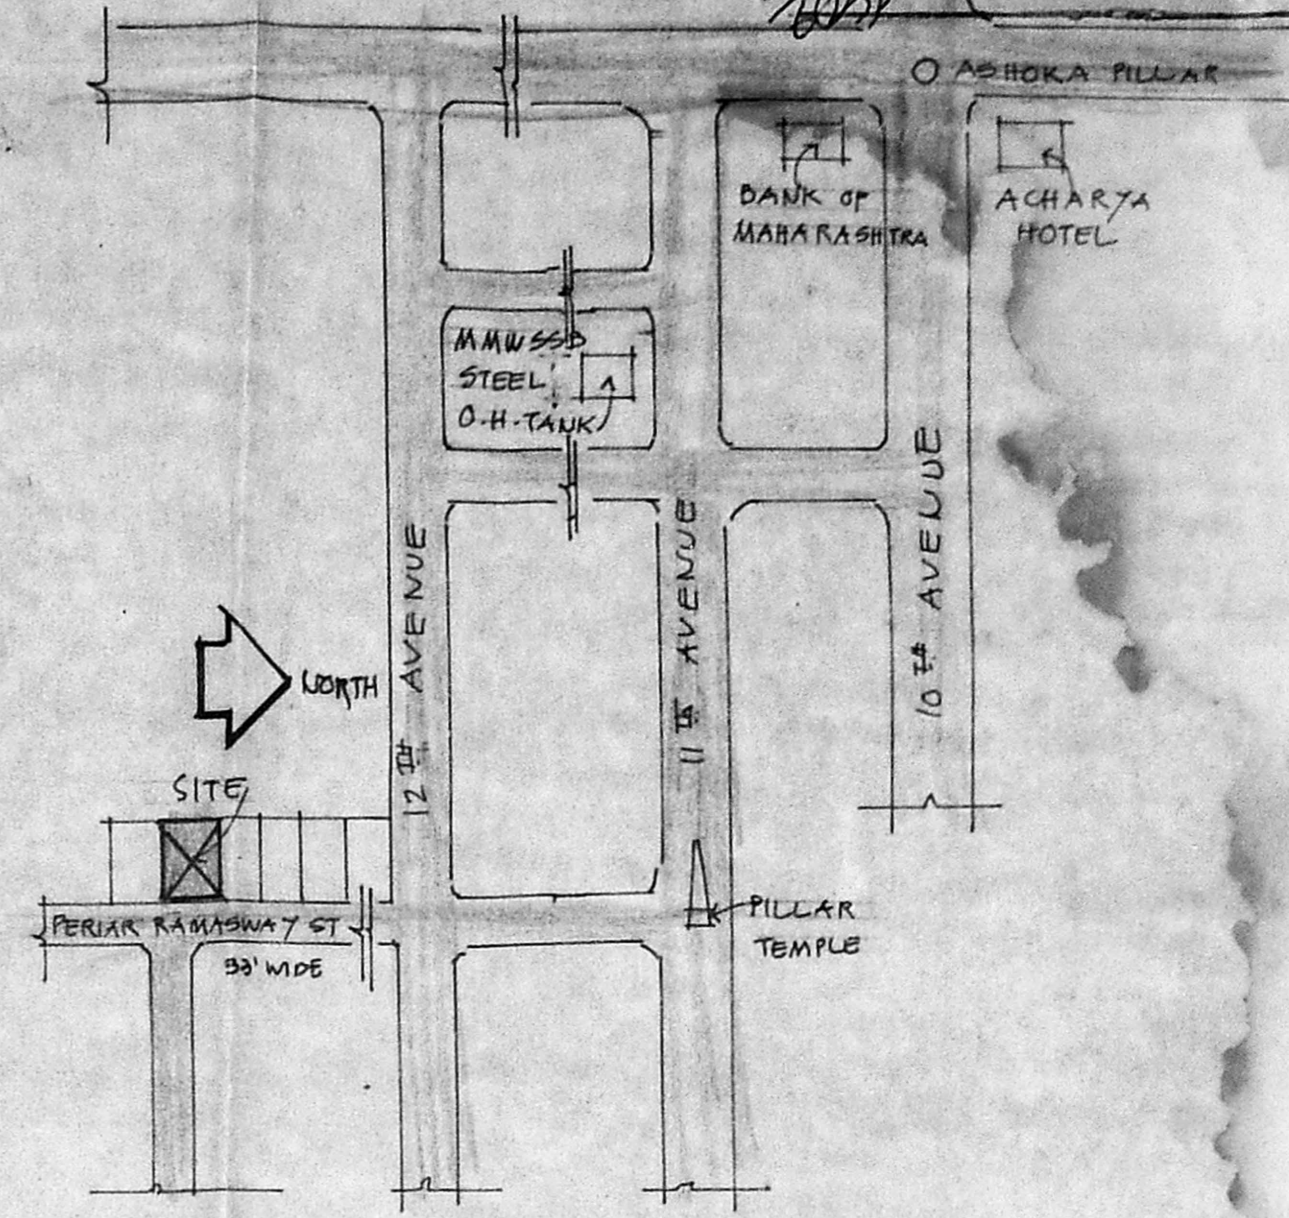 ASHOKA PILLAR
BANK OF
MAHARASHTRA
ACHARYA
HOTEL
MMWSSB
STEEL
O.H.TANK
12TH AVENUE
11TH AVENUE
10TH AVENUE
NORTH
SITE
PERIAR RAMASWAY ST
33' WIDE
PILLAR
TEMPLE